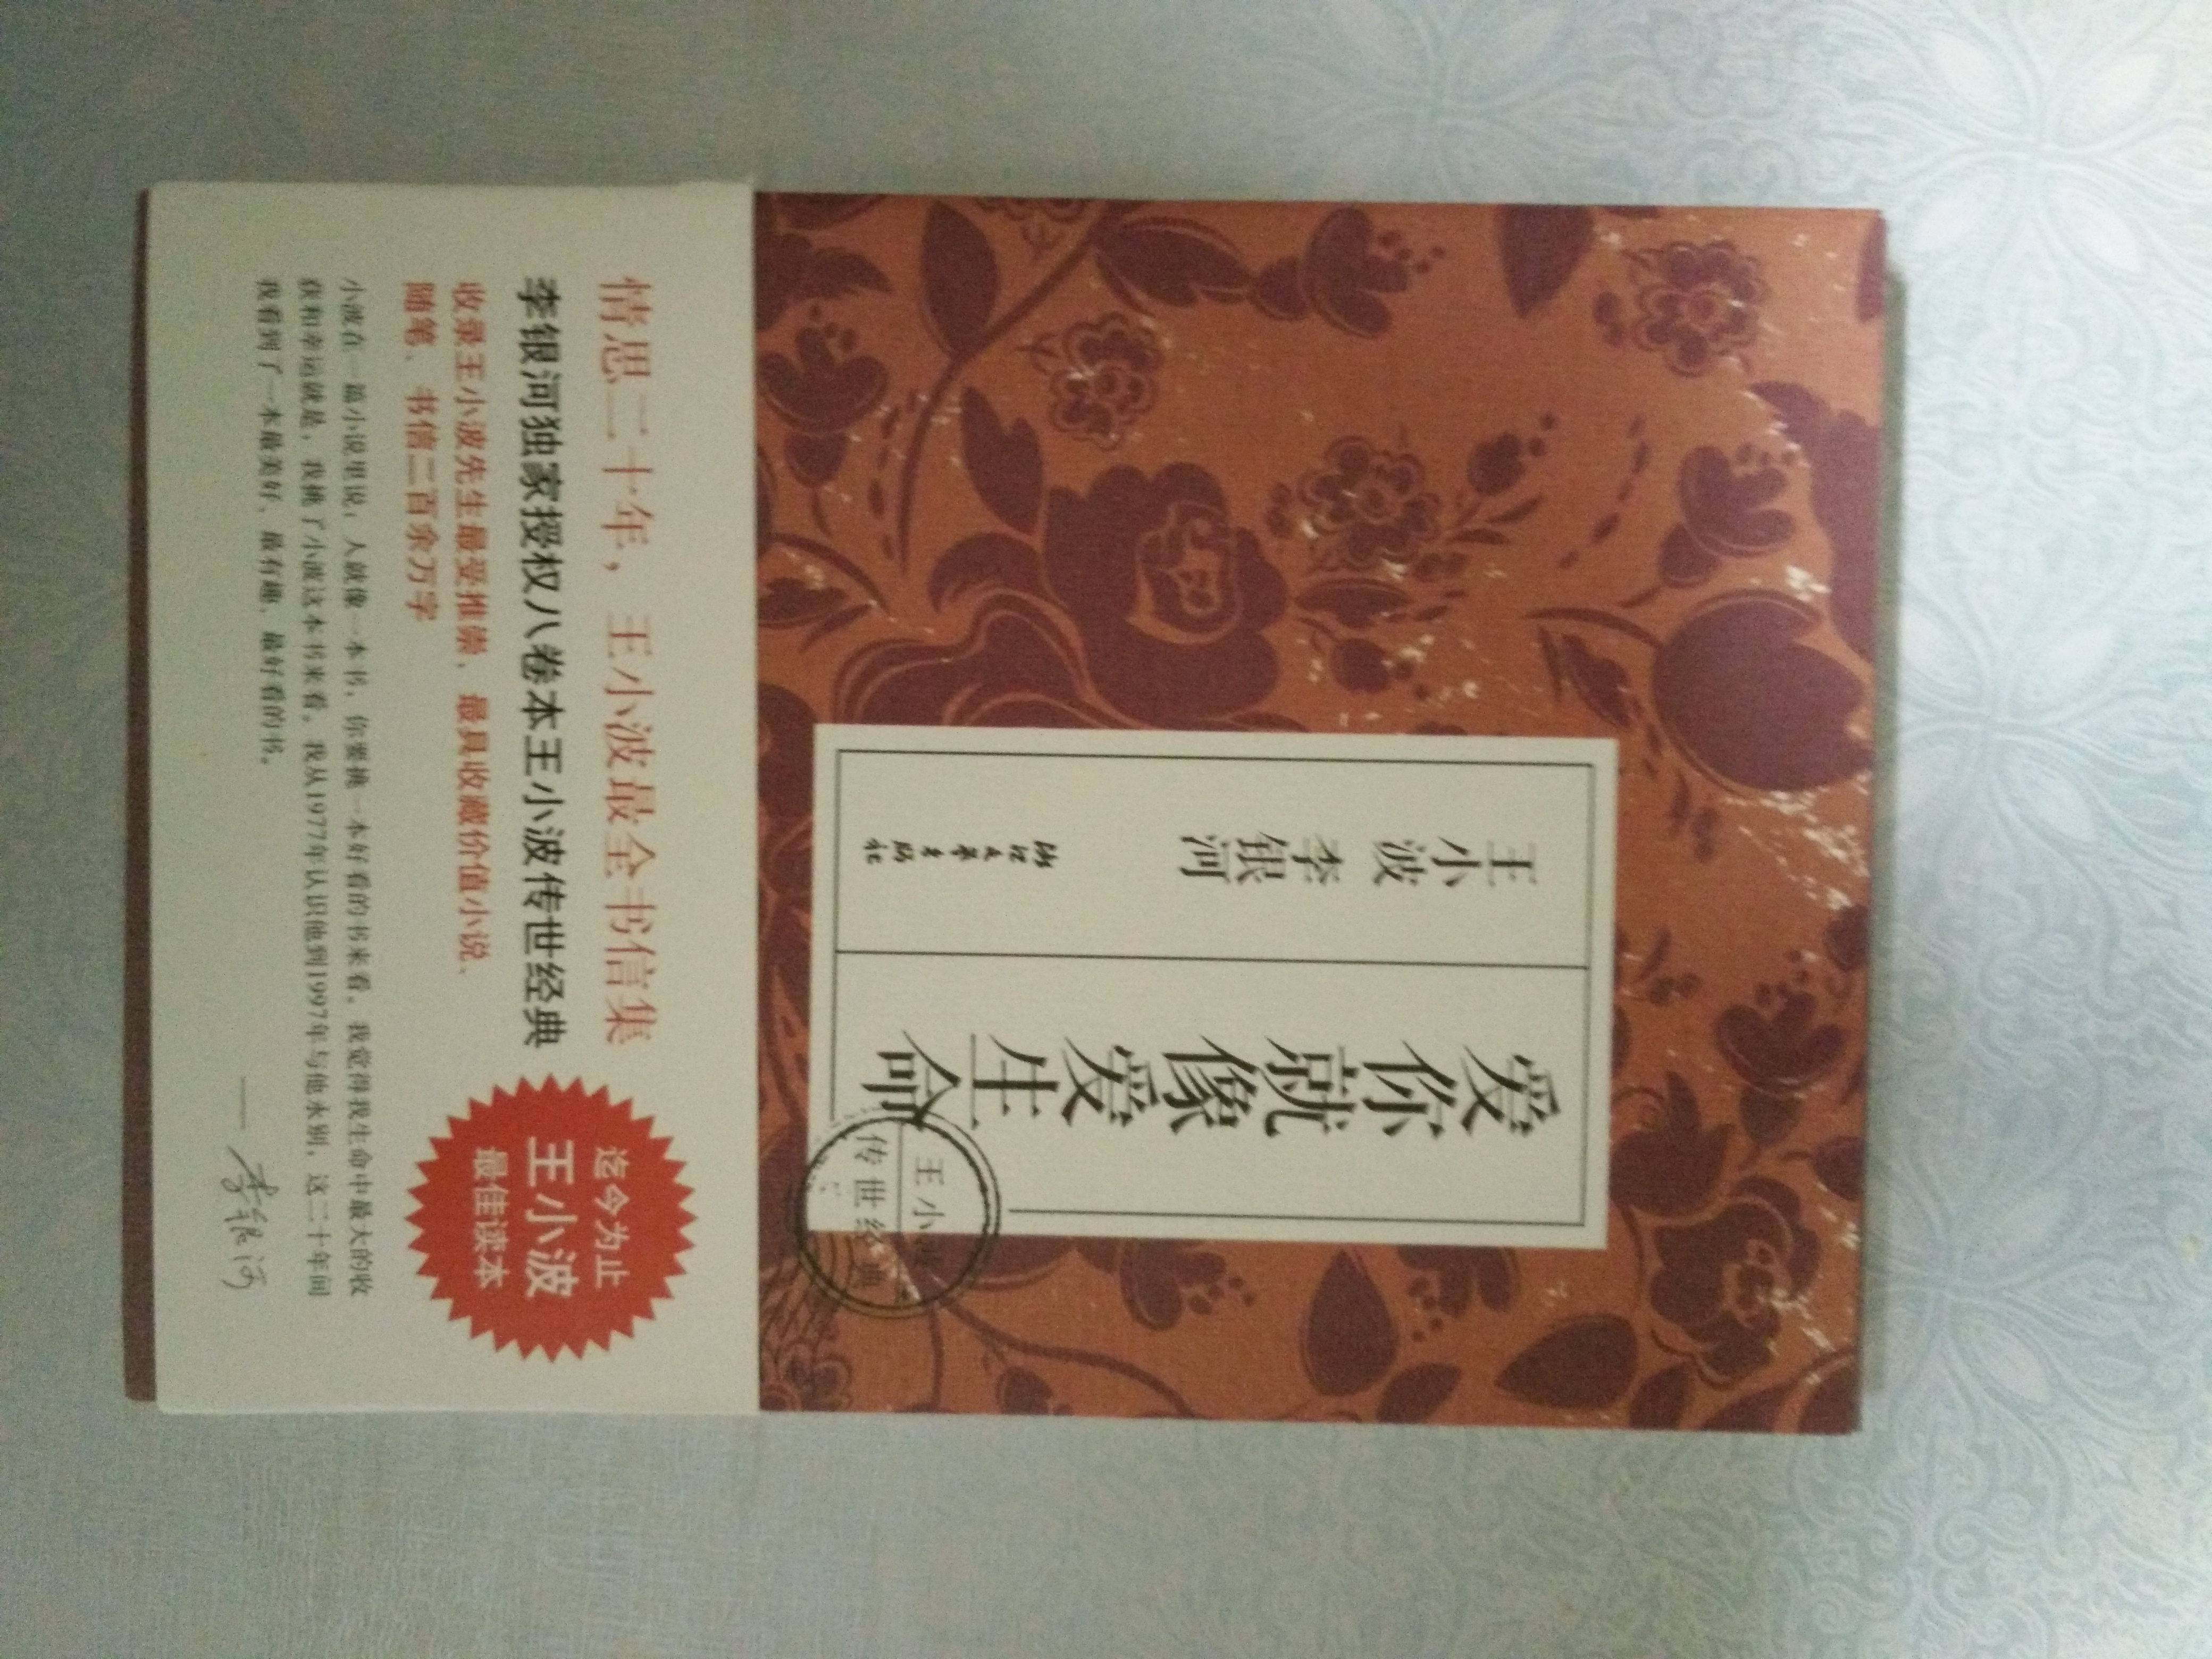 爱你就像爱生命
王小波 李银河
浙江文艺出版社
王小波
传世经典
情思二十年，王小波最全书信集
李银河独家授权八卷本王小波传世经典
收录王小波先生最受推崇、最具收藏价值小说、
随笔、书信二百余万字
迄今为止
王小波
最佳读本
小波在一篇小说里说：人就像一本书，你要挑一本好看的书来看。我觉得我生命中最大的收
获和幸运就是，我挑了小波这本书来看。我从1977年认识他到1997年与他永别，这二十年间
我看到了一本最美好、最有趣、最好看的书。
——李银河